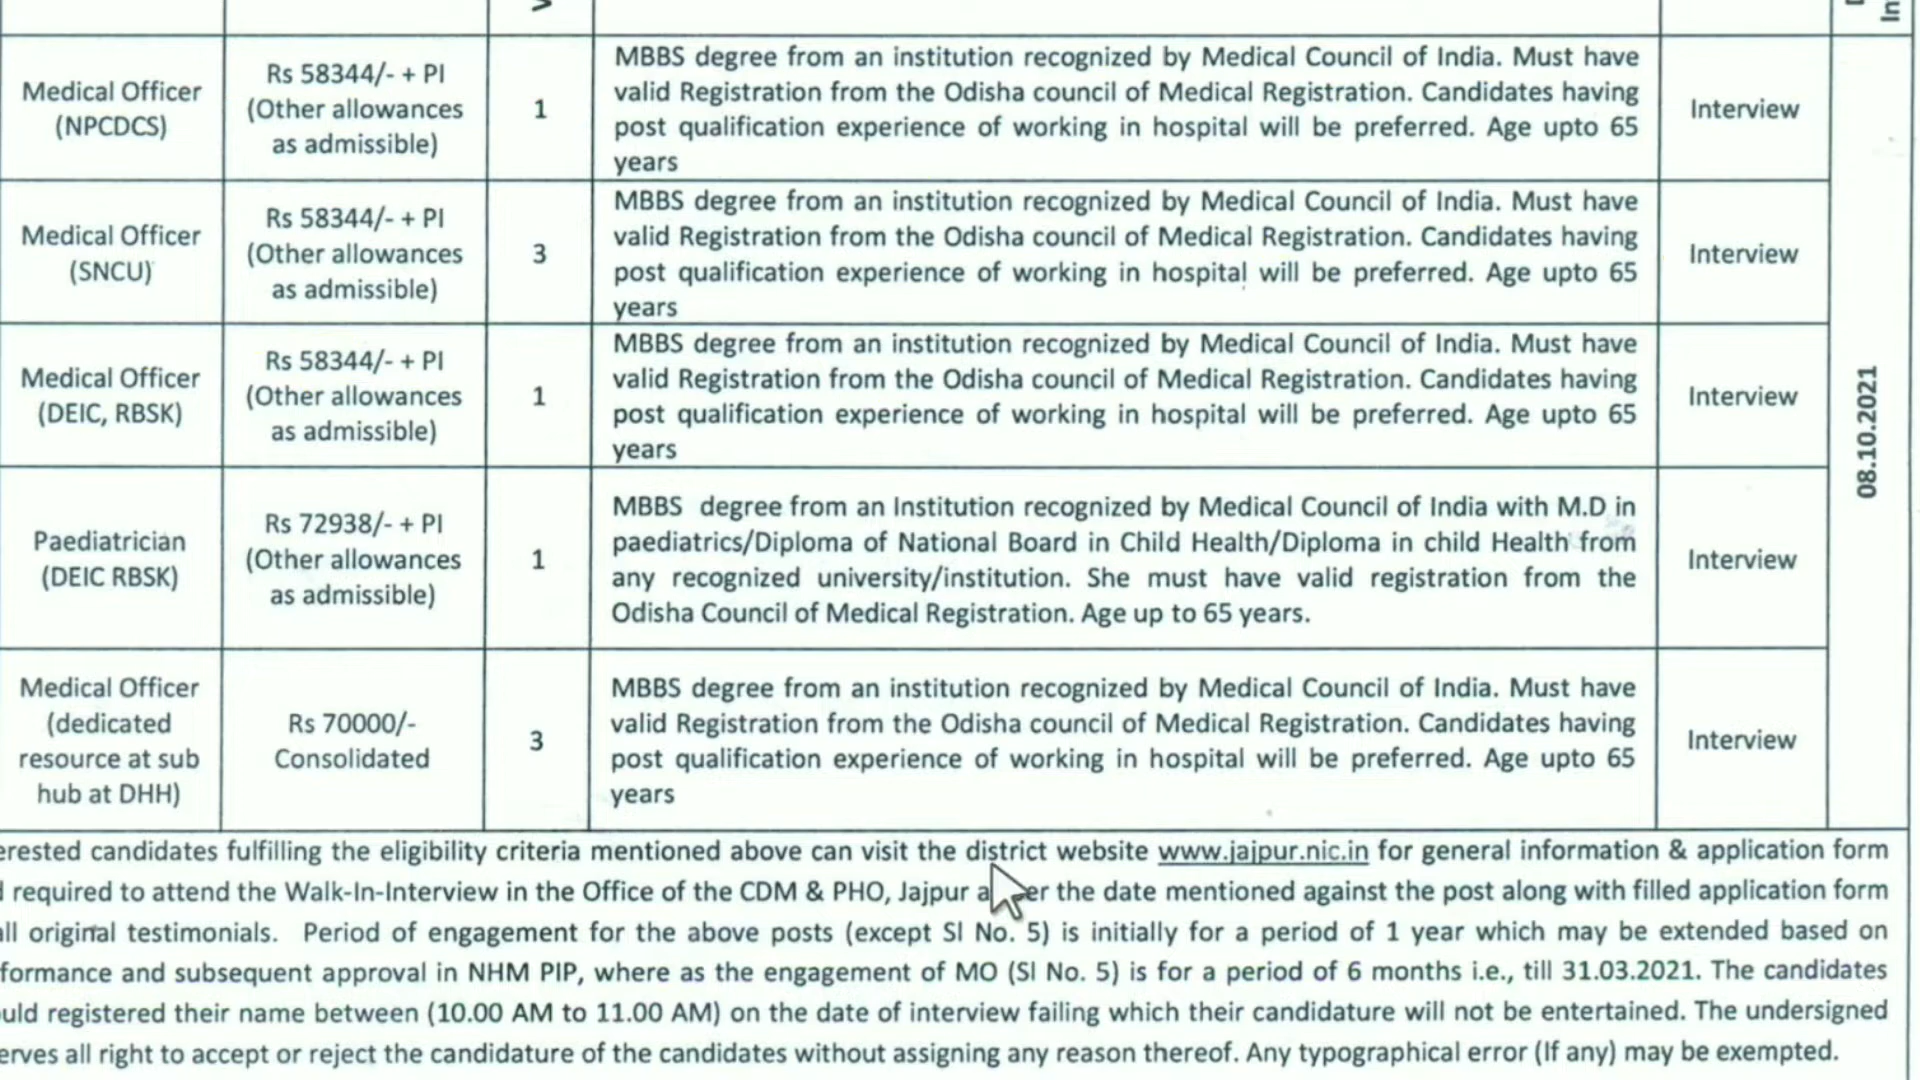 Medical Officer
(NPCDCS)
Rs 58344/- + PI
(Other allowances
as admissible)
1
MBBS degree from an institution recognized by Medical Council of India. Must have
valid Registration from the Odisha council of Medical Registration. Candidates having
post qualification experience of working in hospital will be preferred. Age upto 65
years
Interview
Medical Officer
(SNCU)
Rs 58344/- + PI
(Other allowances
as admissible)
3
MBBS degree from an institution recognized by Medical Council of India. Must have
valid Registration from the Odisha council of Medical Registration. Candidates having
post qualification experience of working in hospital will be preferred. Age upto 65
years
Interview
Medical Officer
(DEIC, RBSK)
Rs 58344/- + PI
(Other allowances
as admissible)
1
MBBS degree from an institution recognized by Medical Council of India. Must have
valid Registration from the Odisha council of Medical Registration. Candidates having
post qualification experience of working in hospital will be preferred. Age upto 65
years
Interview
08.10.2021
Paediatrician
(DEIC RBSK)
Rs 72938/- + PI
(Other allowances
as admissible)
1
MBBS degree from an Institution recognized by Medical Council of India with M.D in
paediatrics/Diploma of National Board in Child Health/Diploma in child Health from
any recognized university/institution. She must have valid registration from the
Odisha Council of Medical Registration. Age up to 65 years.
Interview
Medical Officer
(dedicated
resource at sub
hub at DHH)
Rs 70000/-
Consolidated
3
MBBS degree from an institution recognized by Medical Council of India. Must have
valid Registration from the Odisha council of Medical Registration. Candidates having
post qualification experience of working in hospital will be preferred. Age upto 65
years
Interview
erested candidates fulfilling the eligibility criteria mentioned above can visit the district website www.jajpur.nic.in for general information & application form
required to attend the Walk-In-Interview in the Office of the CDM & PHO, Jajpur the date mentioned against the post along with filled application form
ll original testimonials. Period of engagement for the above posts (except Sl No. 5) is initially for a period of 1 year which may be extended based on
formance and subsequent approval in NHM PIP, where as the engagement of MO (Sl No. 5) is for a period of 6 months i.e., till 31.03.2021. The candidates
uld registered their name between (10.00 AM to 11.00 AM) on the date of interview failing which their candidature will not be entertained. The undersigned
erves all right to accept or reject the candidature of the candidates without assigning any reason thereof. Any typographical error (If any) may be exempted.